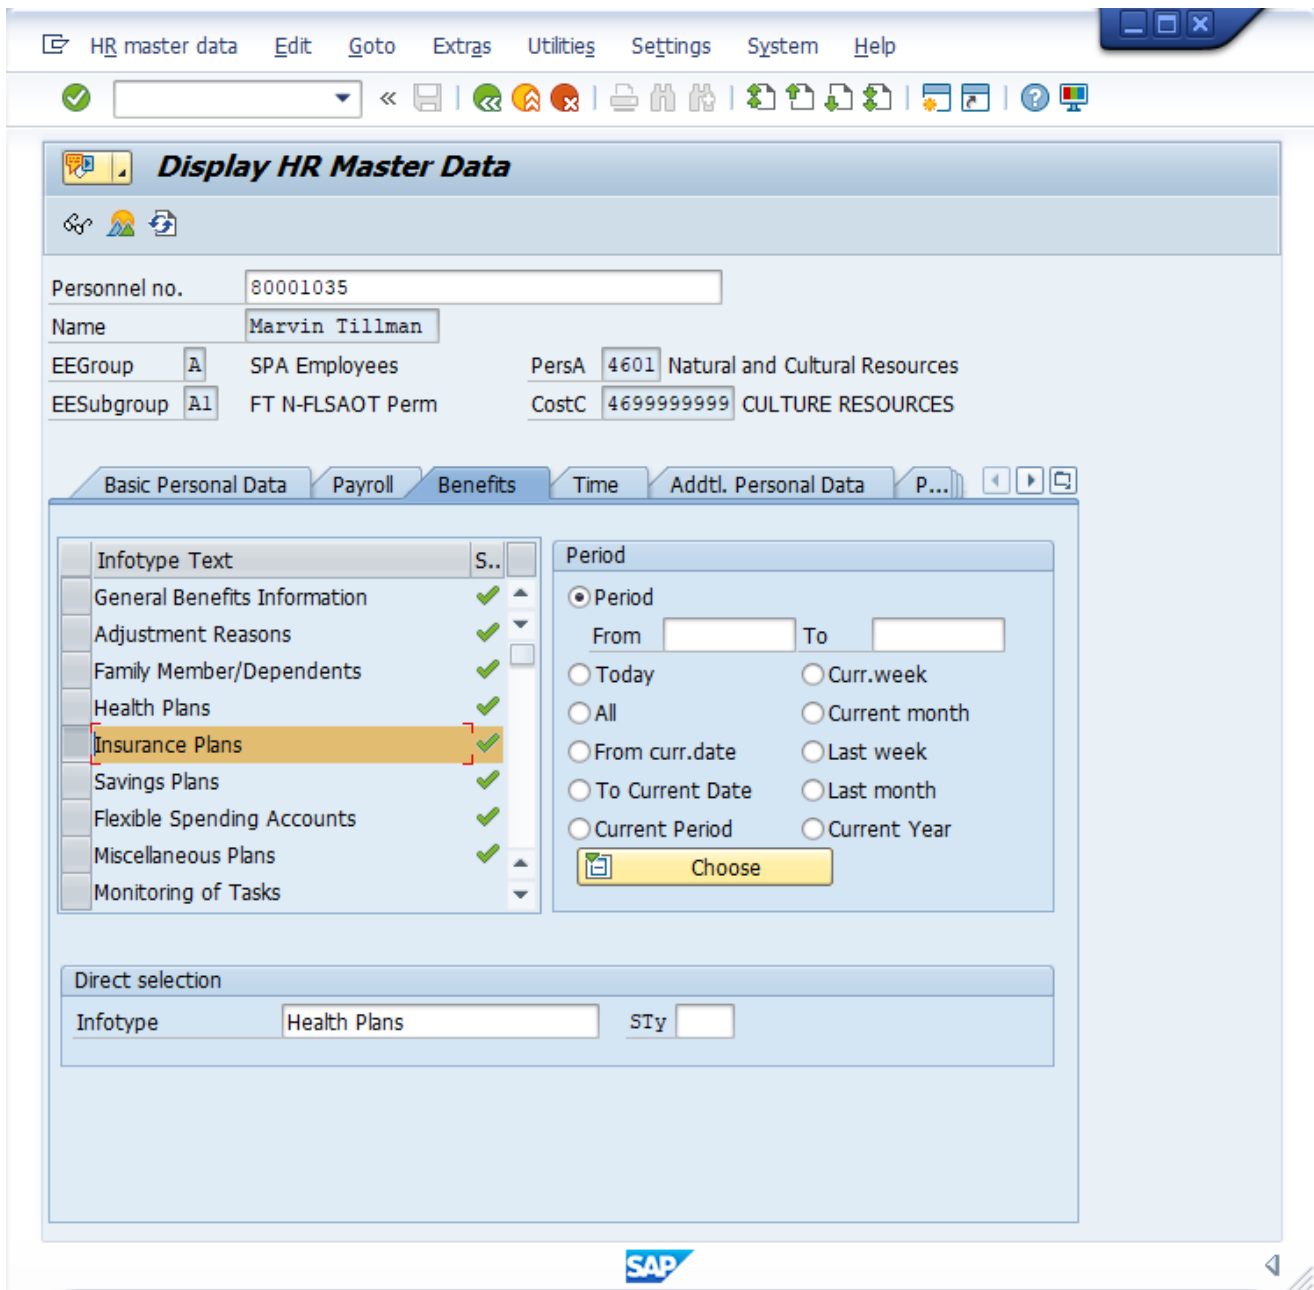 HR master data Edit Goto Extras Utilities Settings System Help
Display HR Master Data
Personnel no. 80001035
Name Marvin Tillman
EEGroup A SPA Employees PersA 4601 Natural and Cultural Resources
EESubgroup A1 FT N-FLSAOT Perm CostC 4699999999 CULTURE RESOURCES
Basic Personal Data Payroll Benefits Time Addtl. Personal Data P...
Infotype Text S..
General Benefits Information
Adjustment Reasons
Family Member/Dependents
Health Plans
Insurance Plans
Savings Plans
Flexible Spending Accounts
Miscellaneous Plans
Monitoring of Tasks
Period
Period
From To
Today Curr.week
All Current month
From curr.date Last week
To Current Date Last month
Current Period Current Year
Choose
Direct selection
Infotype Health Plans STy
SAP